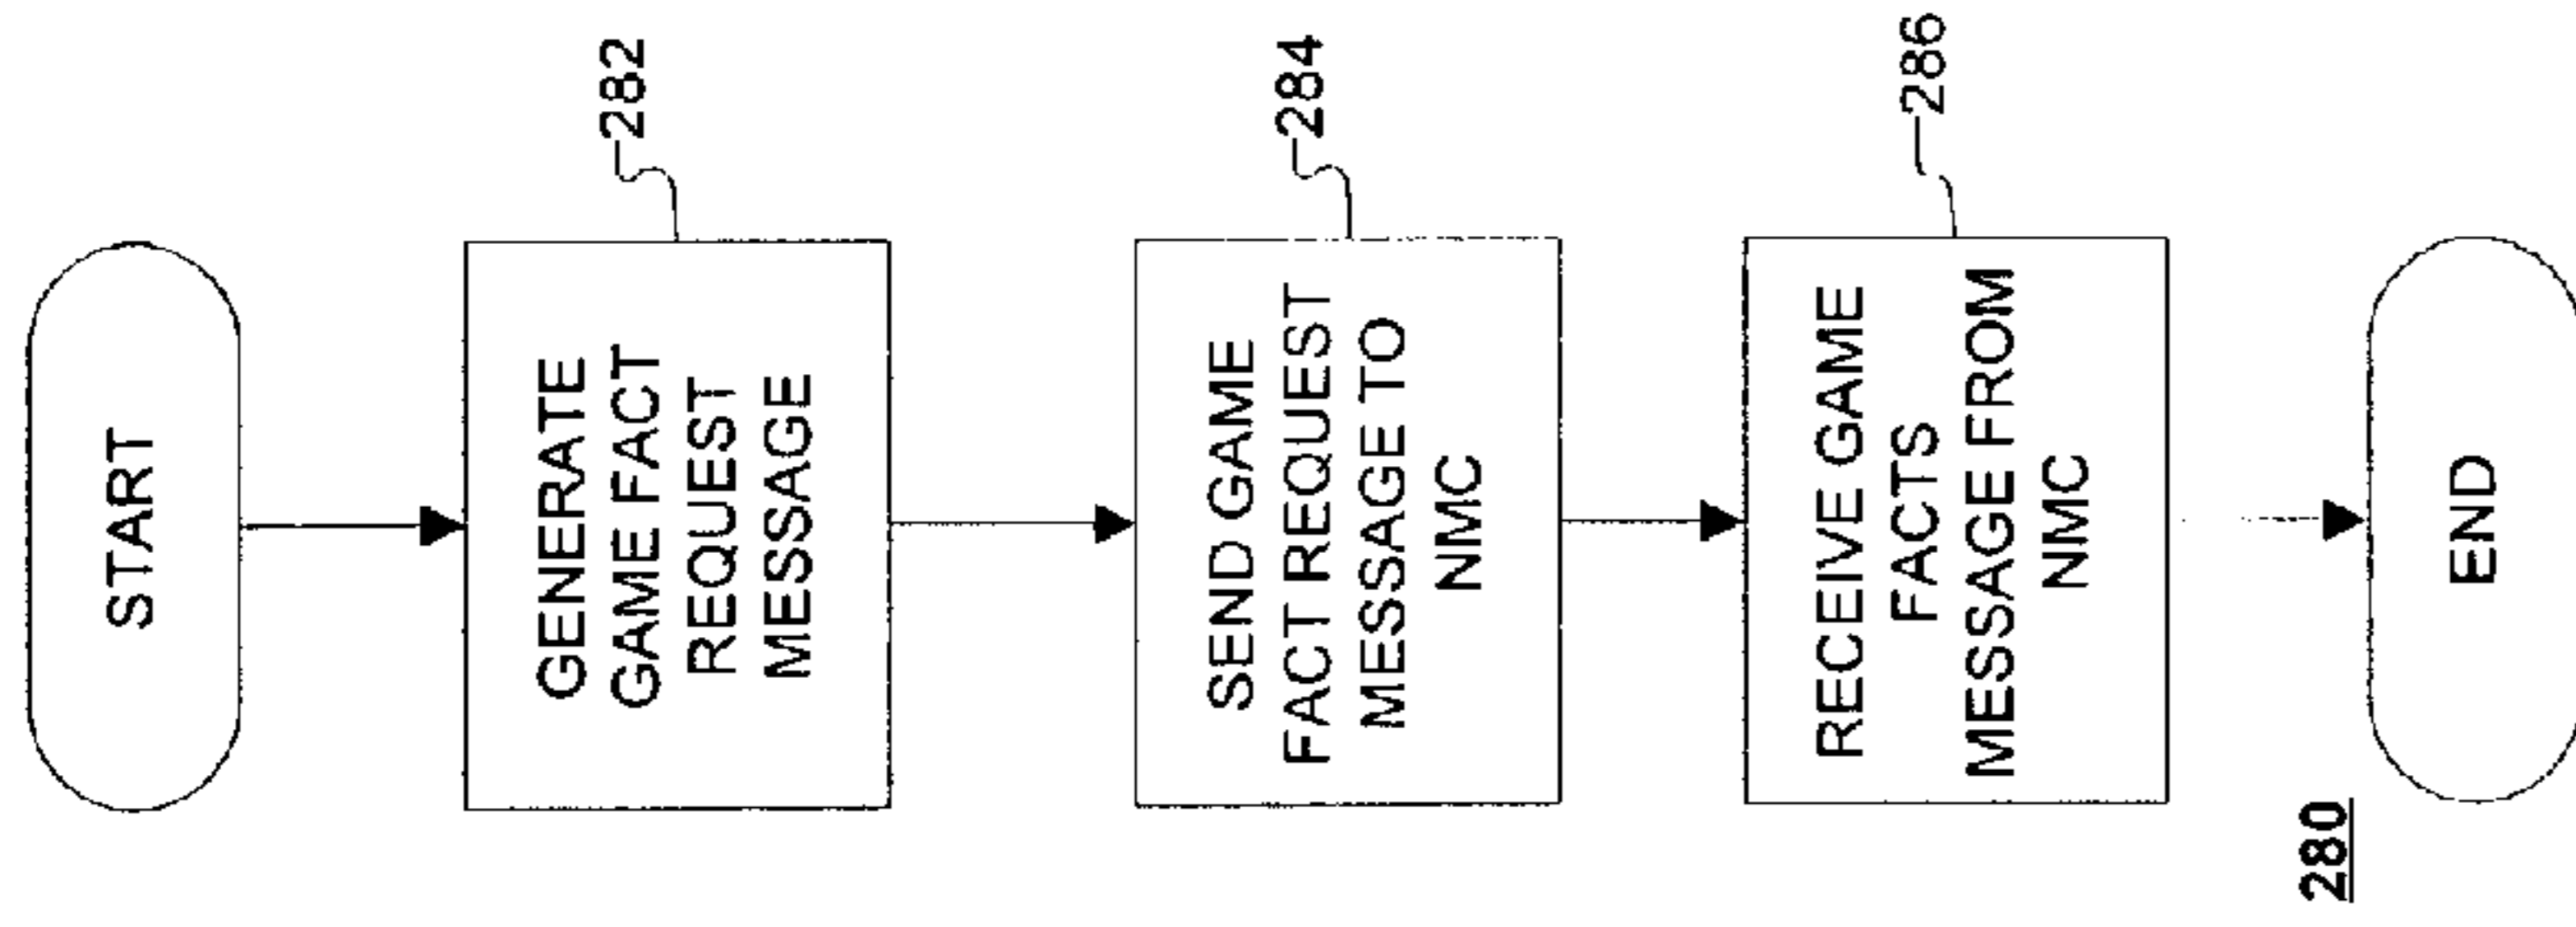 START
GENERATE
GAME FACT
REQUEST
MESSAGE
282
SEND GAME
FACT REQUEST
MESSAGE TO
NMC
284
RECEIVE GAME
FACTS
MESSAGE FROM
NMC
286
END
280